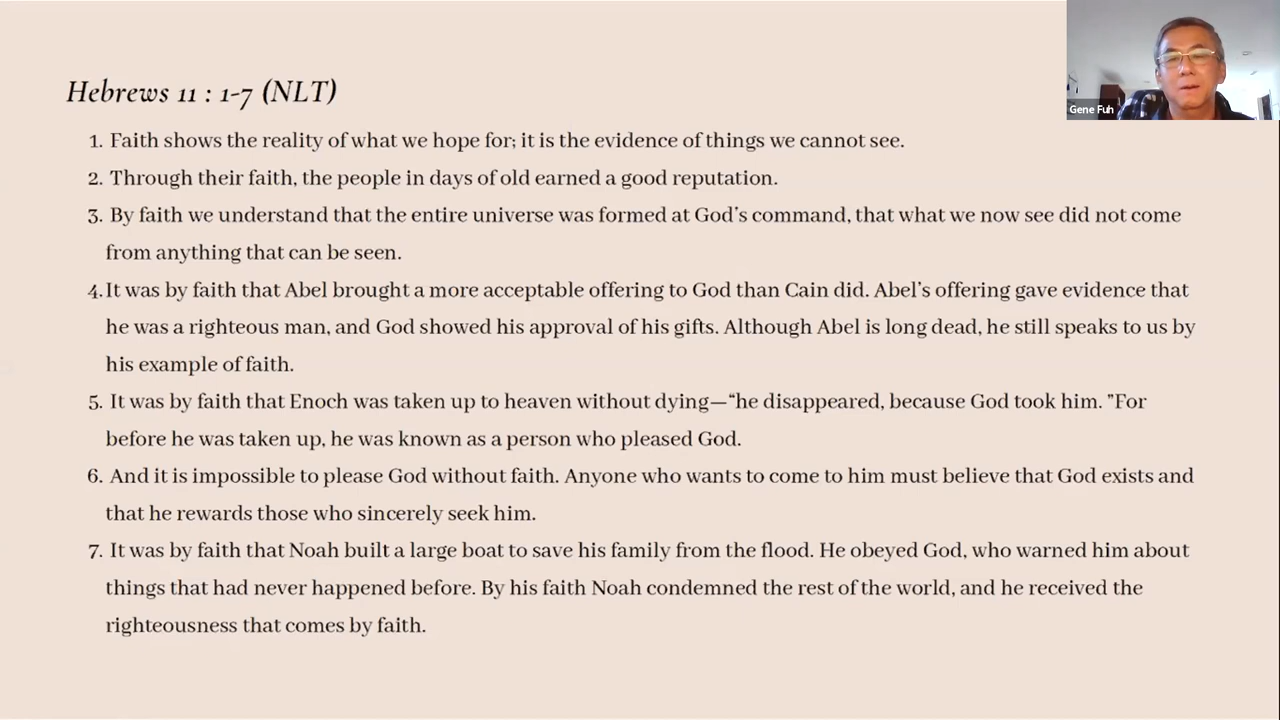 Hebrews 11 : 1-7 (NLT)
Gene Fuh
1. Faith shows the reality of what we hope for; it is the evidence of things we cannot see.
2. Through their faith, the people in days of old earned a good reputation.
3. By faith we understand that the entire universe was formed at God's command, that what we now see did not come
from anything that can be seen.
4.It was by faith that Abel brought a more acceptable offering to God than Cain did. Abel's offering gave evidence that
he was a righteous man, and God showed his approval of his gifts. Although Abel is long dead, he still speaks to us by
his example of faith.
5. It was by faith that Enoch was taken up to heaven without dying—“he disappeared, because God took him. ”For
before he was taken up, he was known as a person who pleased God.
6. And it is impossible to please God without faith. Anyone who wants to come to him must believe that God exists and
that he rewards those who sincerely seek him.
7. It was by faith that Noah built a large boat to save his family from the flood. He obeyed God, who warned him about
things that had never happened before. By his faith Noah condemned the rest of the world, and he received the
righteousness that comes by faith.